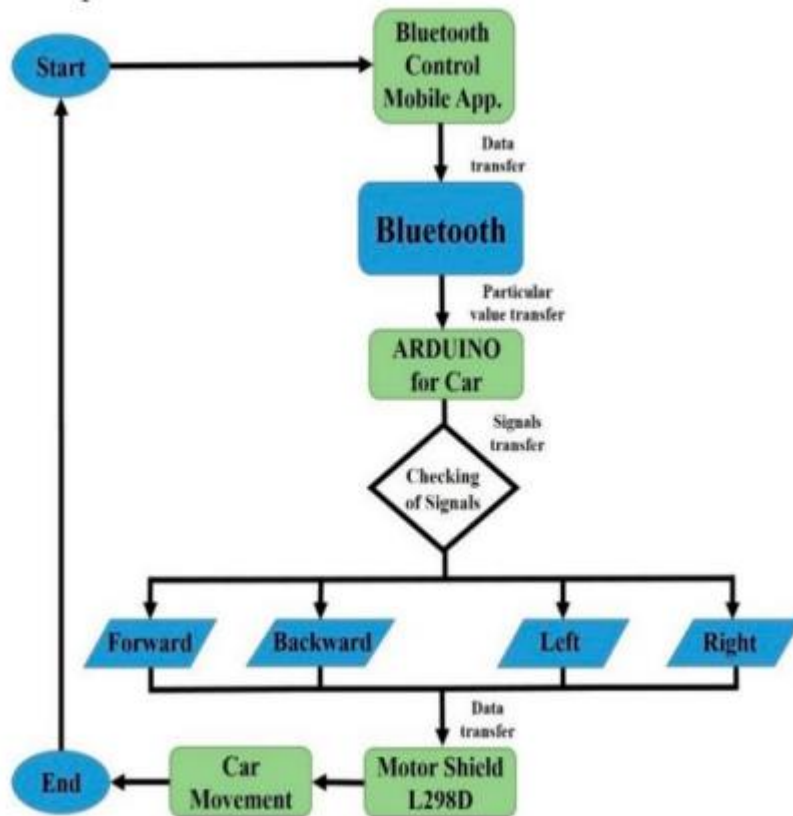 Start
Bluetooth
Control
Mobile App.
Data
transfer
Bluetooth
Particular
value transfer
ARDUINO
for Car
Signals
transfer
Checking
of Signals
Forward
Backward
Left
Right
Data
transfer
End
Car
Movement
Motor Shield
L298D